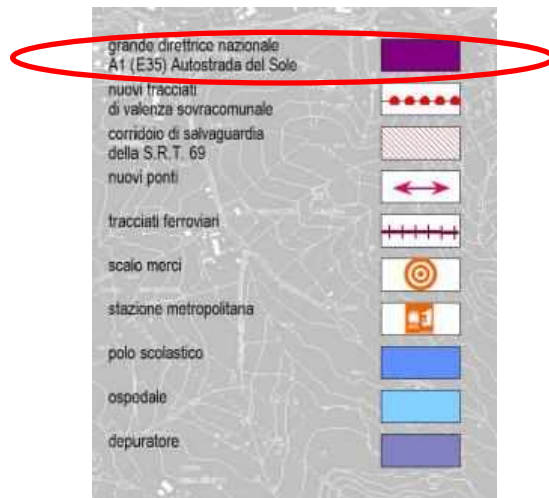 grande direttrice nazionale
A1 (E35) Autostrada del Sole
nuovi tracciati
di valenza sovracomunale
corridoio di salvaguardia
della S.R.T. 69
nuovi ponti
tracciati ferroviari
scalo merci
stazione metropolitana
polo scolastico
ospedale
depuratore